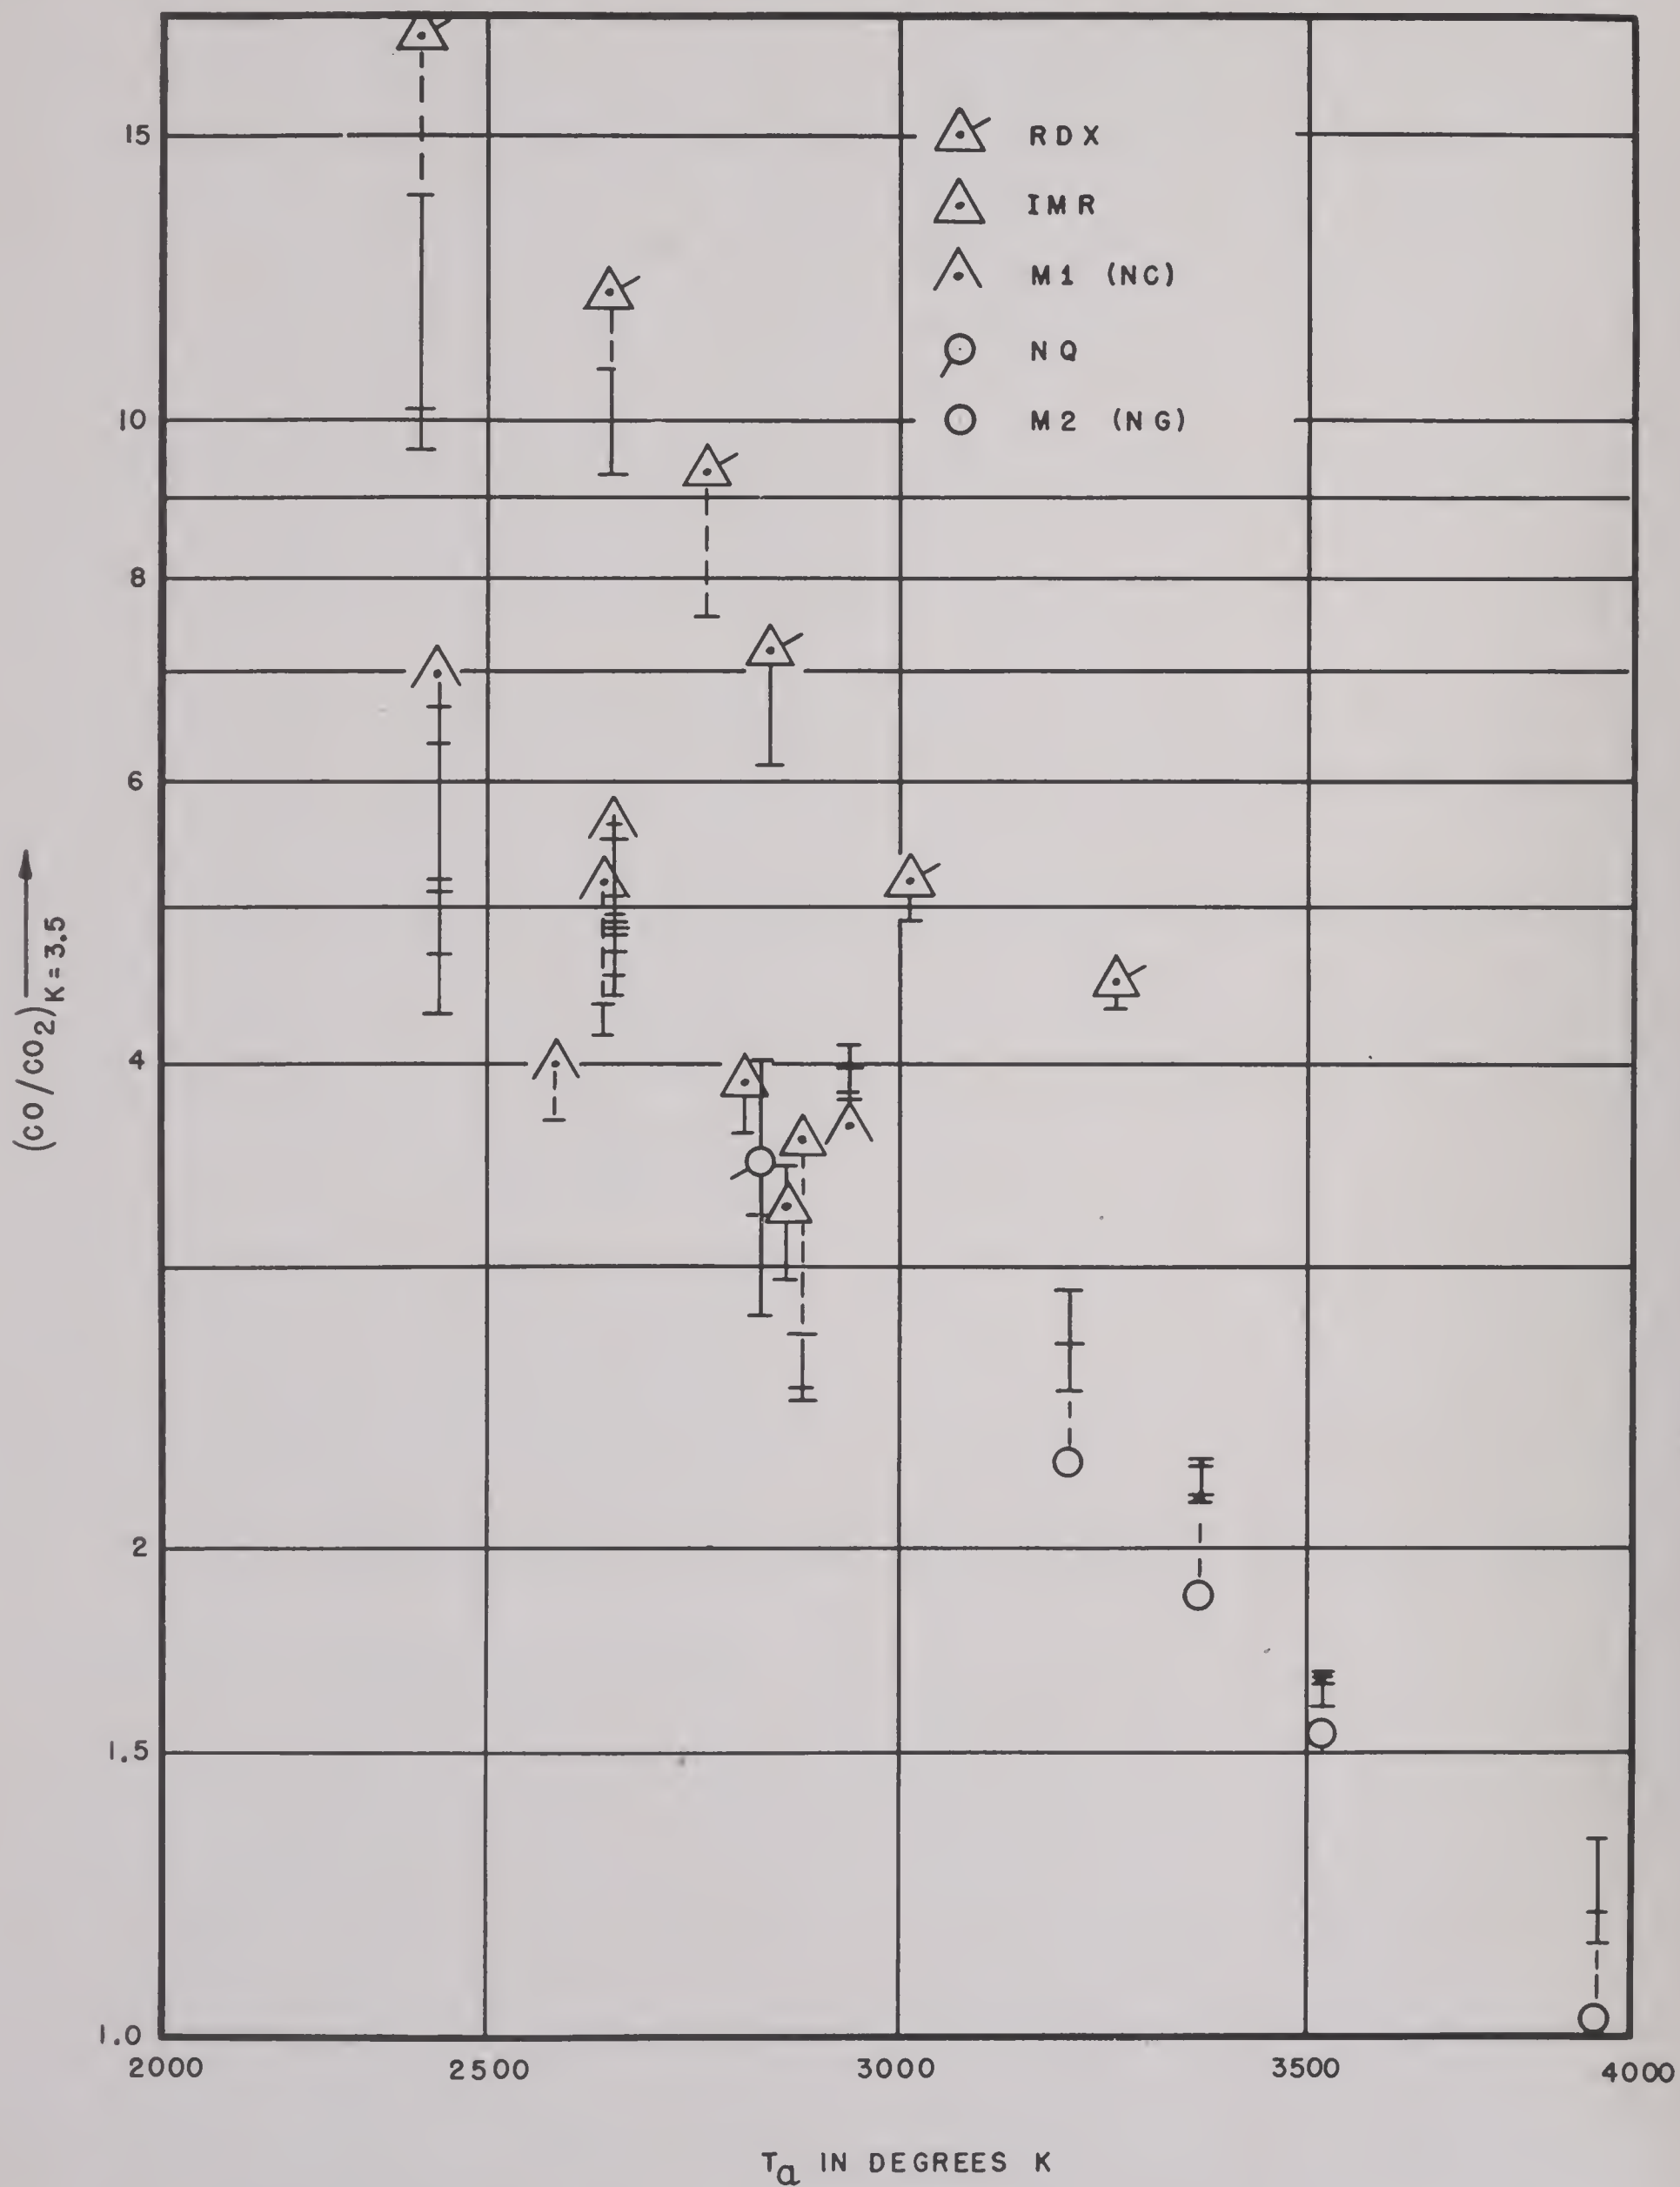 15
10
8
6
4
2
1.5
1.0
(CO/CO2)K=3.5
RDX
IMR
M1 (NC)
NQ
M2 (NG)
2000 2500 3000 3500 4000
Ta IN DEGREES K